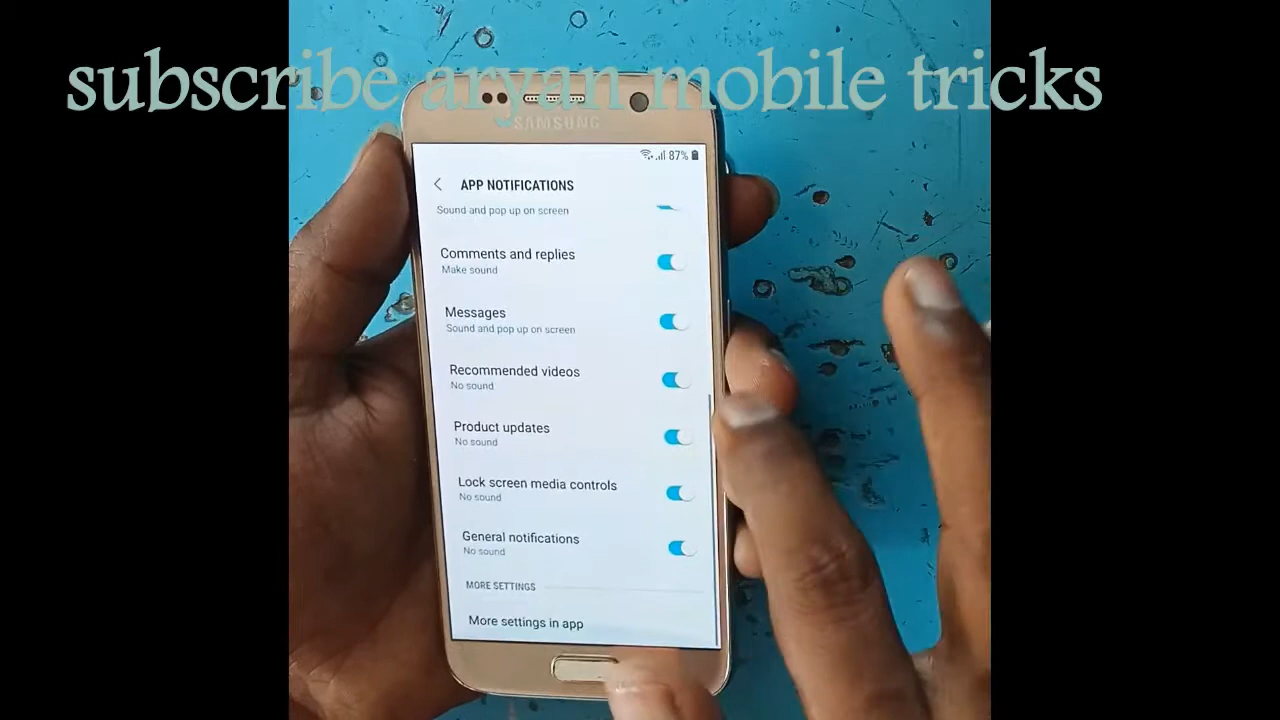 subscribe aryan mobile tricks
SAMSUNG
87%
APP NOTIFICATIONS
Sound and pop up on screen
Comments and replies
Make sound
Messages
Sound and pop up on screen
Recommended videos
No sound
Product updates
No sound
Lock screen media controls
No sound
General notifications
No sound
MORE SETTINGS
More settings in app